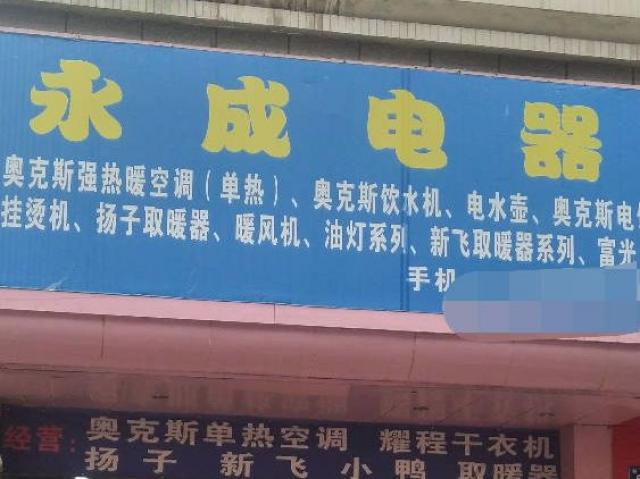 永成电器
奥克斯强热暖空调（单热）、奥克斯饮水机、电水壶、奥克斯电
挂烫机、扬子取暖器、暖风机、油灯系列、新飞取暖器系列、富光
手机
经营：奥克斯单热空调 耀程干衣机
扬子 新飞 小鸭 取暖器